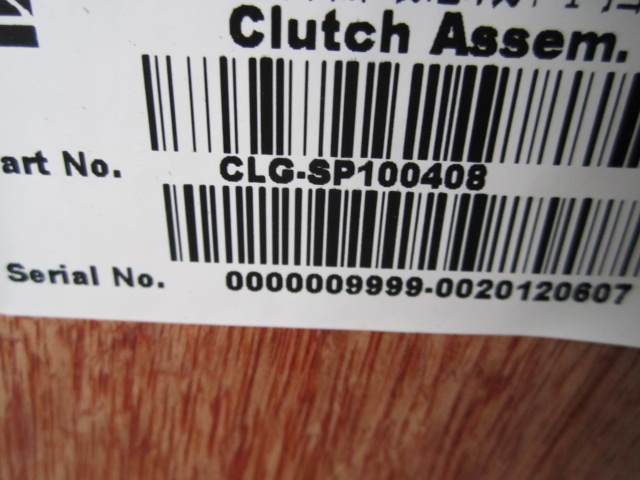 Clutch Assem.
art No. CLG-SP100408
Serial No. 0000009999-0020120607